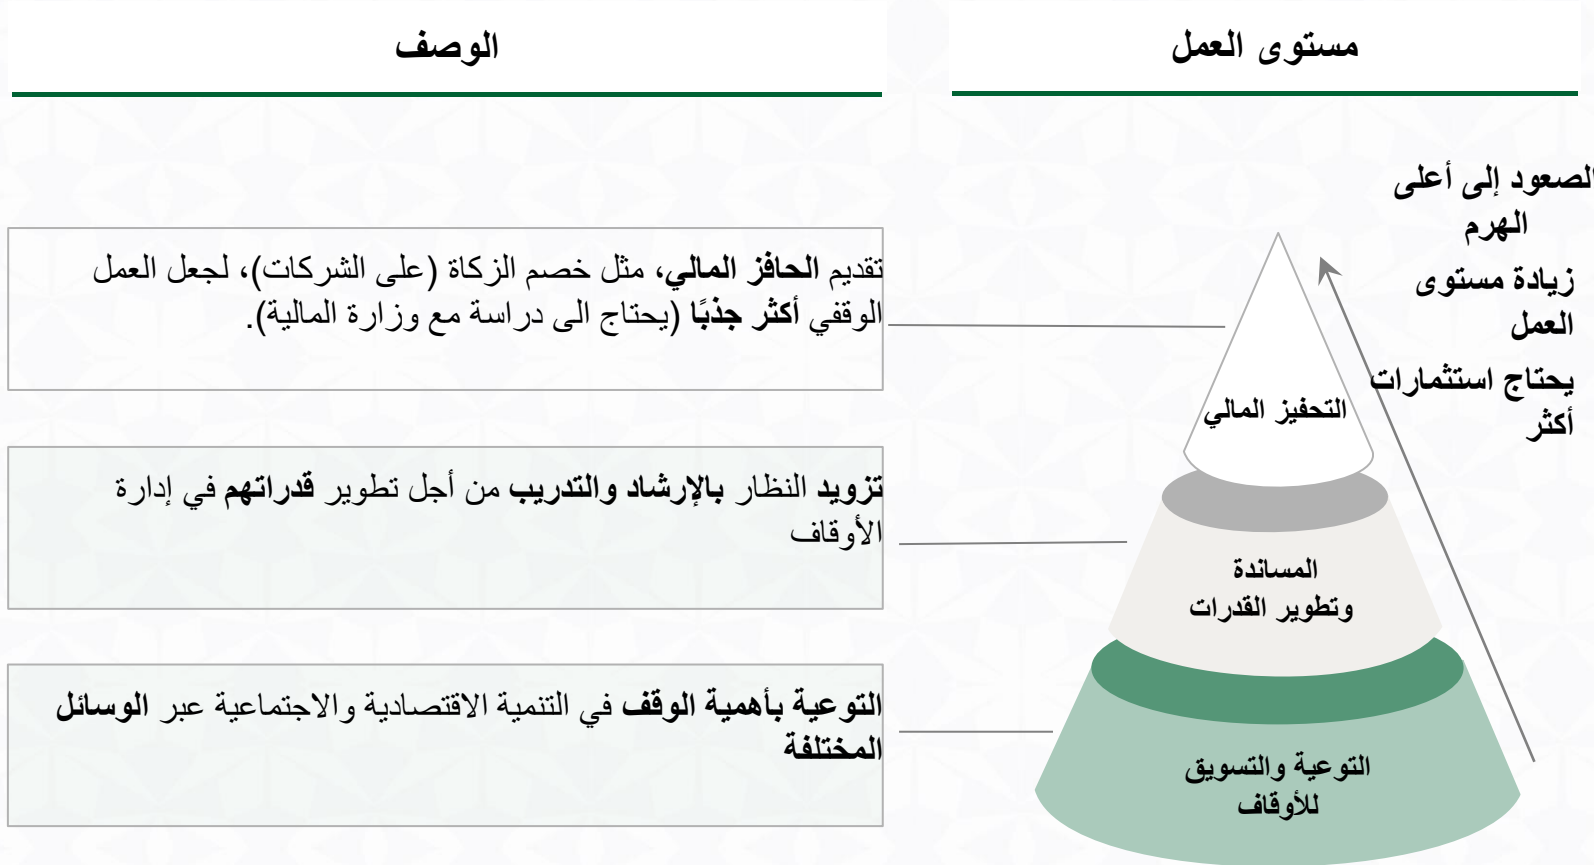 مستوى العمل
الوصف
الصعود إلى أعلى
الهرم
زيادة مستوى
العمل
يحتاج استثمارات
أكثر
التحفيز المالي
تقديم الحافز المالي، مثل خصم الزكاة (على الشركات)، لجعل العمل
الوقفي أكثر جذبًا (يحتاج الى دراسة مع وزارة المالية).
المساندة
وتطوير القدرات
تزويد النظار بالإرشاد والتدريب من أجل تطوير قدراتهم في إدارة
الأوقاف
التوعية والتسويق
للأوقاف
التوعية بأهمية الوقف في التنمية الاقتصادية والاجتماعية عبر الوسائل
المختلفة